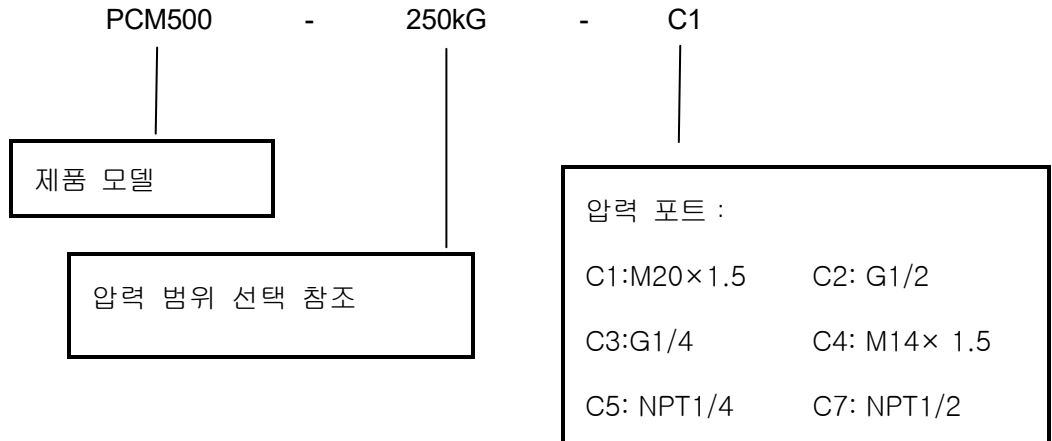 PCM500 - 250kG - C1
제품 모델
압력 범위 선택 참조
압력 포트 :
C1:M20×1.5 C2: G1/2
C3:G1/4 C4: M14× 1.5
C5: NPT1/4 C7: NPT1/2